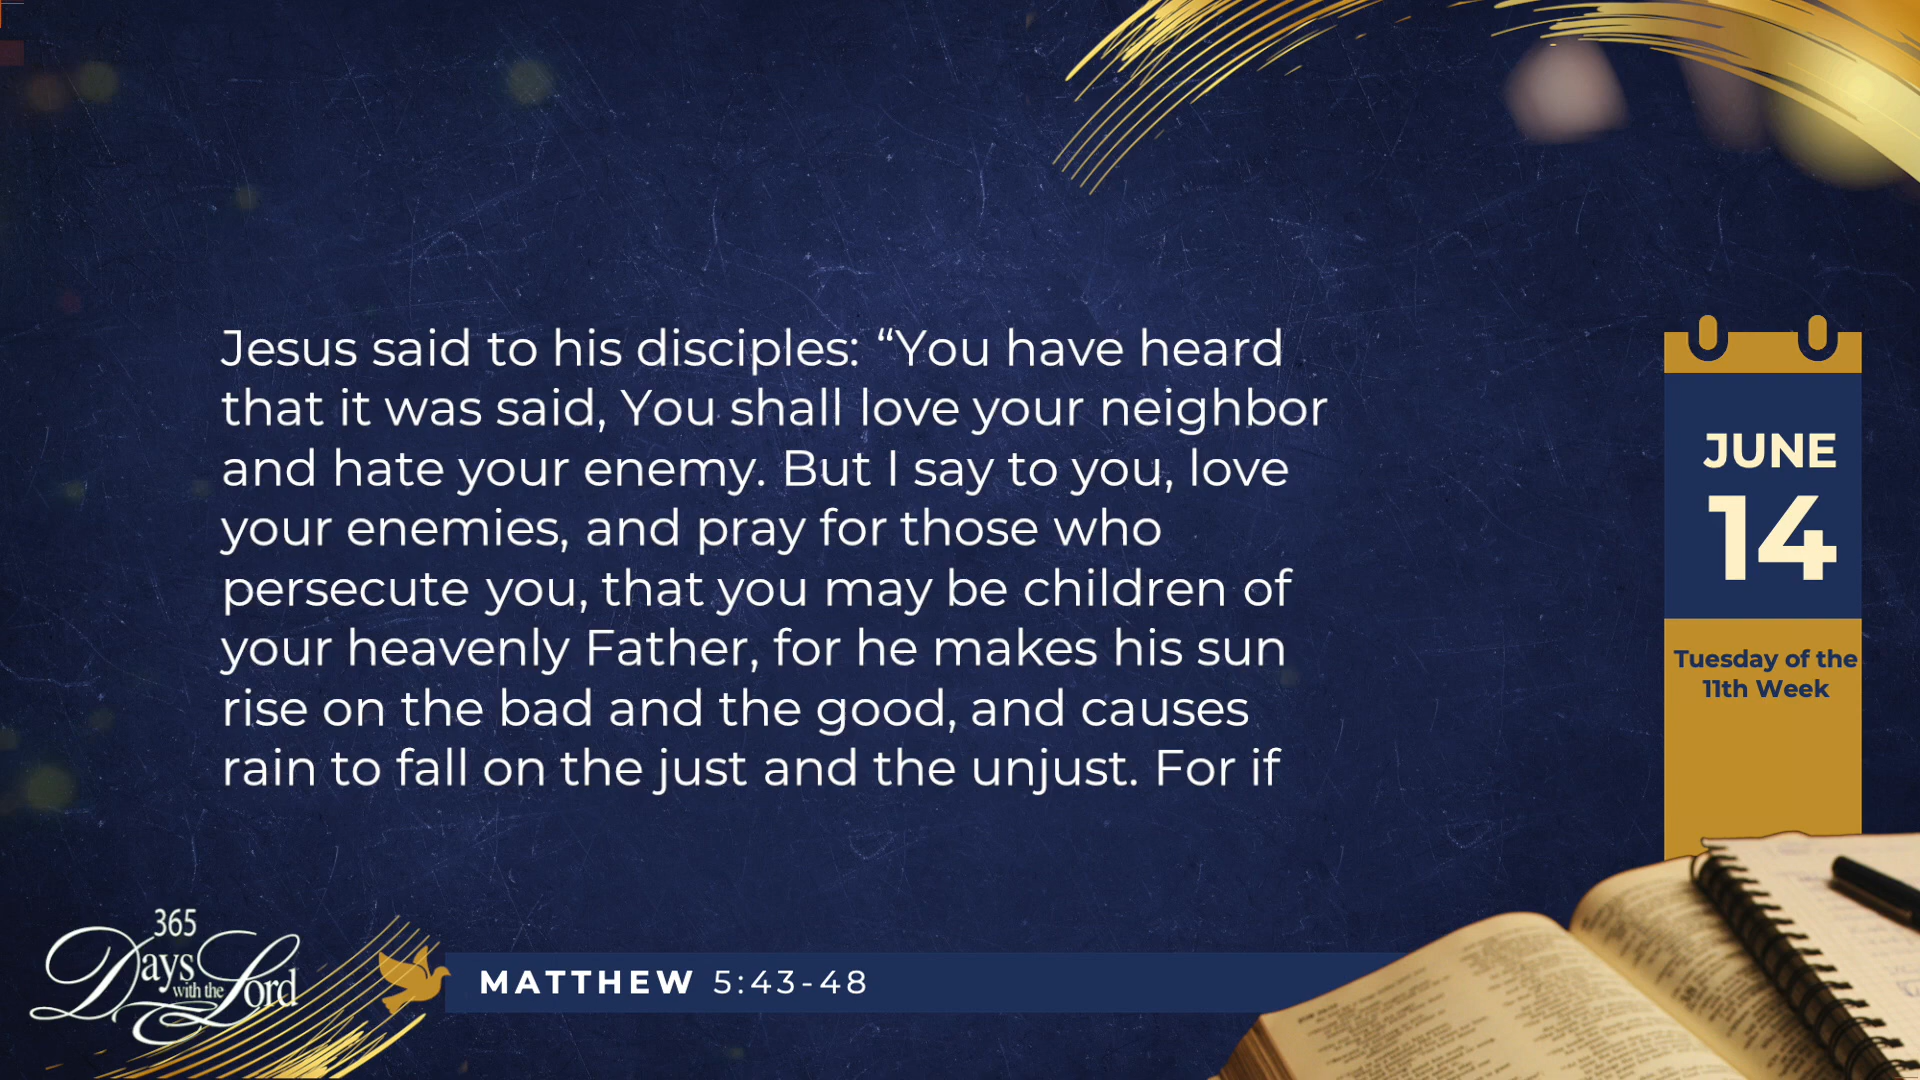 Jesus said to his disciples: “You have heard
that it was said, You shall love your neighbor
and hate your enemy. But I say to you, love
your enemies, and pray for those who
persecute you, that you may be children of
your heavenly Father, for he makes his sun
rise on the bad and the good, and causes
rain to fall on the just and the unjust. For if
JUNE
14
Tuesday of the
11th Week
365
Days with the Lord
MATTHEW 5:43-48